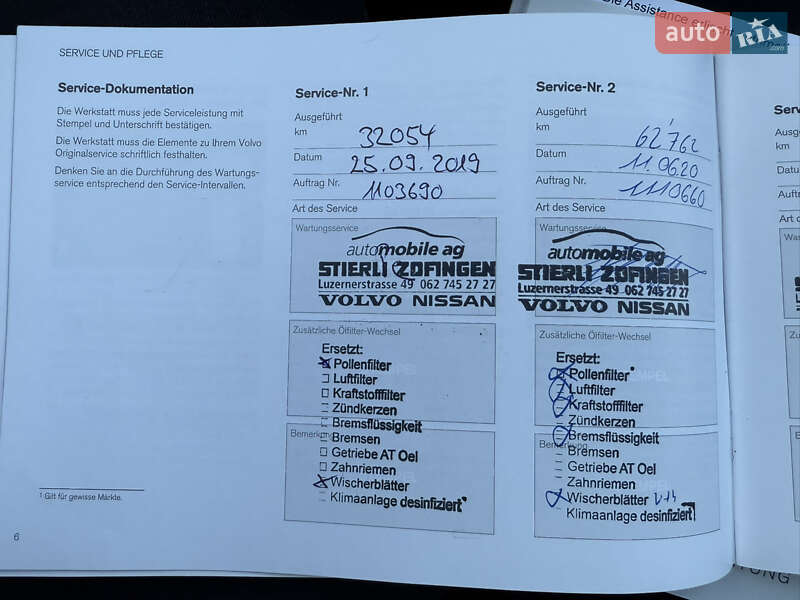 Die Assistance
auto RIA .com
SERVICE UND PFLEGE
Service-Dokumentation
Die Werkstatt muss jede Serviceleistung mit
Stempel und Unterschrift bestätigen.
Die Werkstatt muss die Elemente zu Ihrem Volvo
Originalservice schriftlich festhalten.
Denken Sie an die Durchführung des Wartungs-
service entsprechend den Service-Intervallen.
1 Gilt für gewisse Märkte.
6
Service-Nr. 1
Ausgeführt
km 32054
Datum 25.09.2019
Auftrag Nr. 1103690
Art des Service
Wartungsservice
automobile ag
STIERLI ZOFINGEN
Luzernerstrasse 49 062 745 27 27
VOLVO NISSAN
Zusätzliche Ölfilter-Wechsel
Ersetzt:
Pollenfilter
Luftfilter
Kraftstofffilter
Zündkerzen
Bremsflüssigkeit
Bemerkung
Bremsen
Getriebe AT Oel
Zahnriemen
Wischerblätter
Klimaanlage desinfiziert
Service-Nr. 2
Ausgeführt
km 62762
Datum 11.0620
Auftrag Nr. 1110660
Art des Service
Wartungsservice
automobile ag
STIERLI ZOFINGEN
Luzernerstrasse 49 062 745 27 27
VOLVO NISSAN
Zusätzliche Ölfilter-Wechsel
Ersetzt:
Pollenfilter
Luftfilter
Kraftstofffilter
Zündkerzen
Bremsflüssigkeit
Bemerkung
Bremsen
Getriebe AT Oel
Zahnriemen
Wischerblätter
Klimaanlage desinfiziert